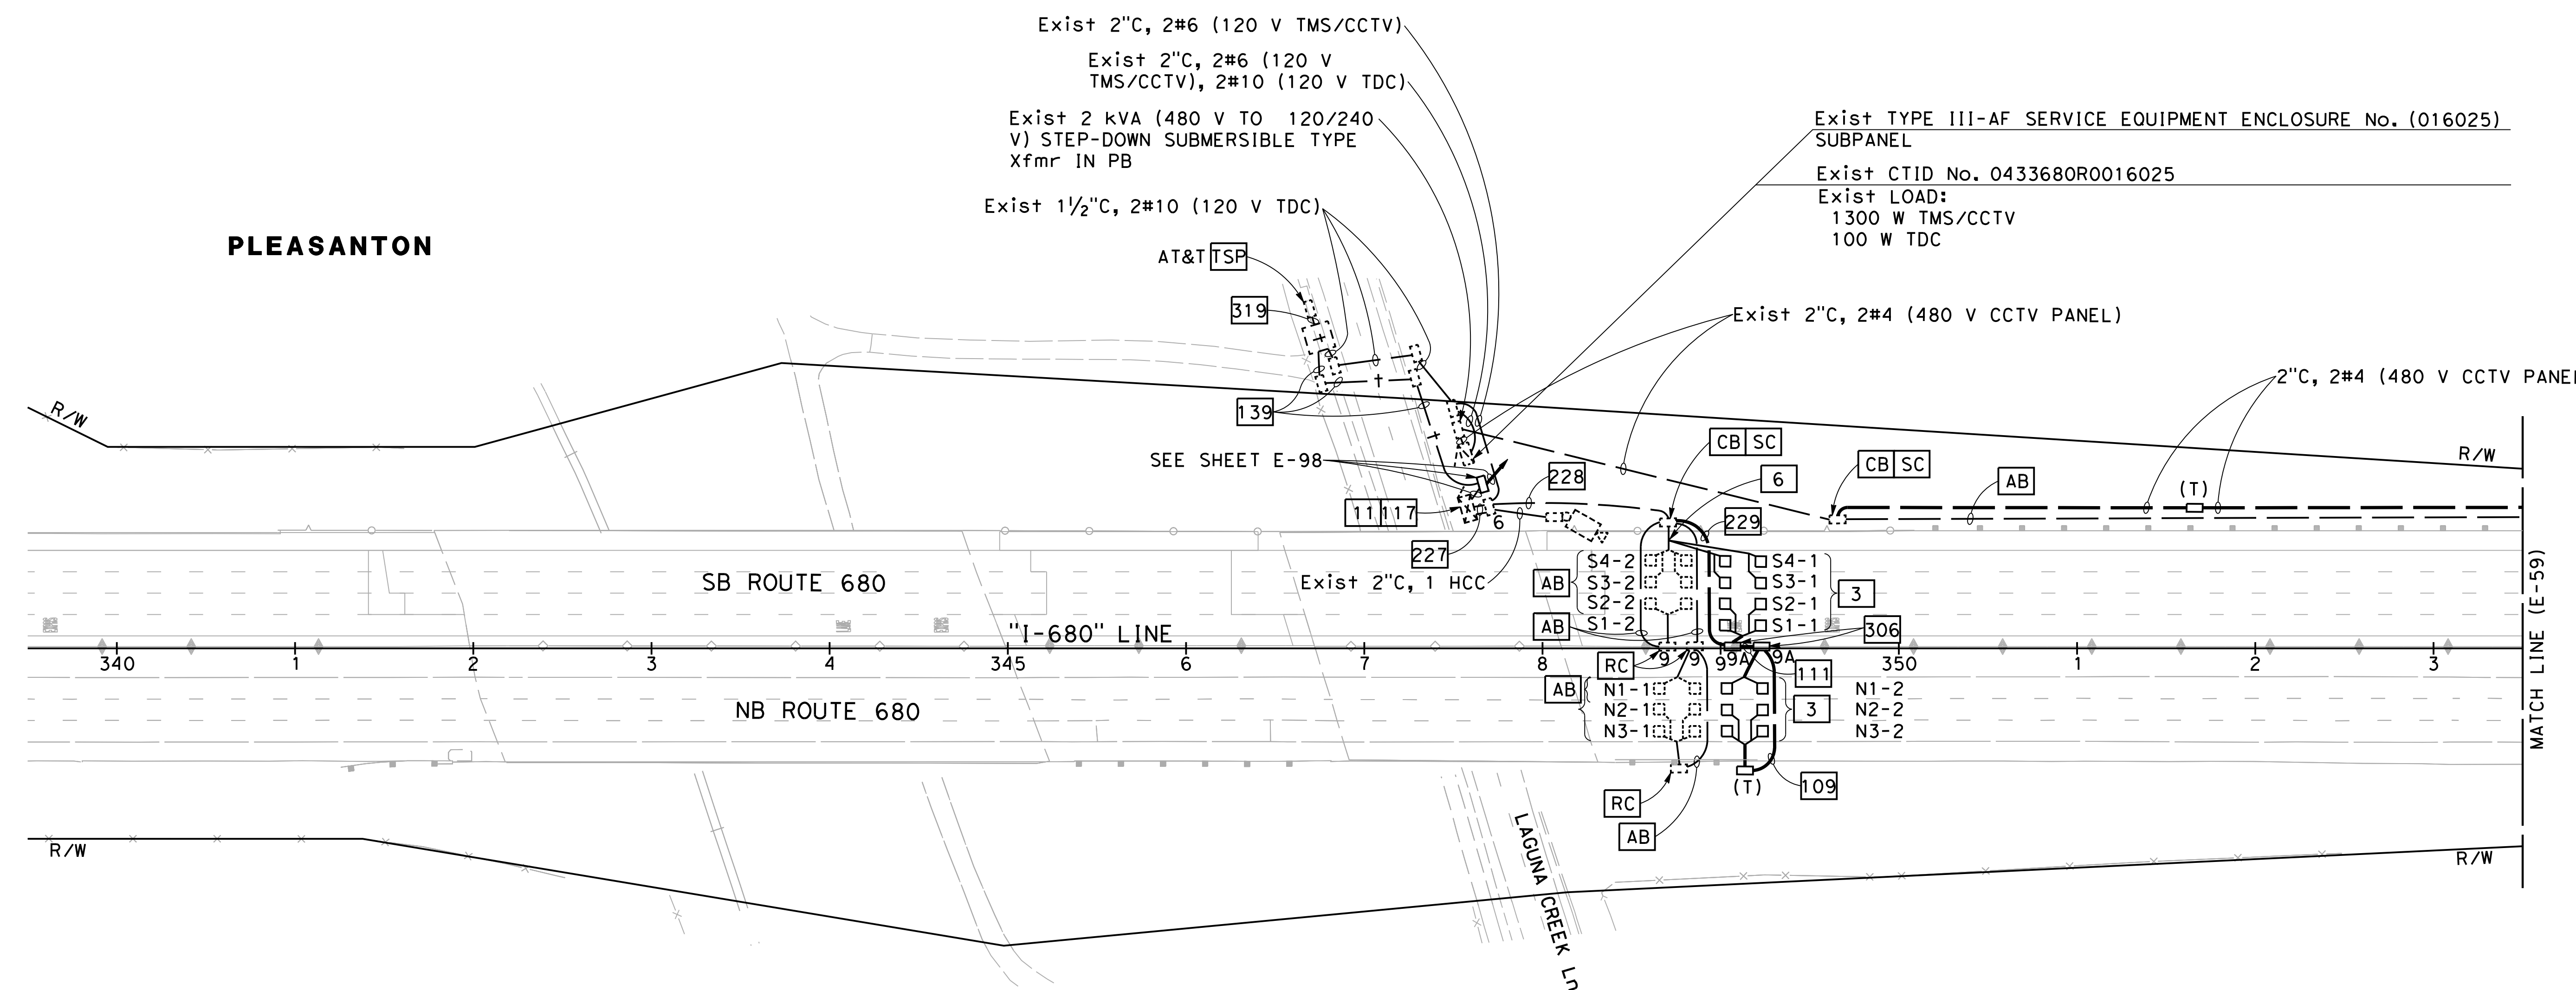 Exist 2"C, 2#6 (120 V TMS/CCTV)
Exist 2"C, 2#6 (120 V
TMS/CCTV), 2#10 (120 V TDC)
Exist 2 kVA (480 V TO 120/240
V) STEP-DOWN SUBMERSIBLE TYPE
Xfmr IN PB
Exist 1½"C, 2#10 (120 V TDC)
Exist TYPE III-AF SERVICE EQUIPMENT ENCLOSURE No. (016025)
SUBPANEL
Exist CTID No. 0433680R0016025
Exist LOAD:
1300 W TMS/CCTV
100 W TDC
PLEASANTON
AT&T TSP
319
139
Exist 2"C, 2#4 (480 V CCTV PANEL)
2"C, 2#4 (480 V CCTV PANE
R/W
R/W
SEE SHEET E-98
CB SC
CB SC
AB
(T)
6
228
229
11 117
6
227
Exist 2"C, 1 HCC
SB ROUTE 680
"I-680" LINE
NB ROUTE 680
AB
S4-2
S3-2
S2-2
S1-2
S4-1
S3-1
S2-1
S1-1
3
AB
306
340 1 2 3 4 345 6 7 8 350 1 2 3
9 9 9A 9A
RC
111
AB
N1-1
N2-1
N3-1
3
N1-2
N2-2
N3-2
(T)
109
RC
AB
LAGUNA CREEK Ln
R/W
R/W
MATCH LINE (E-59)